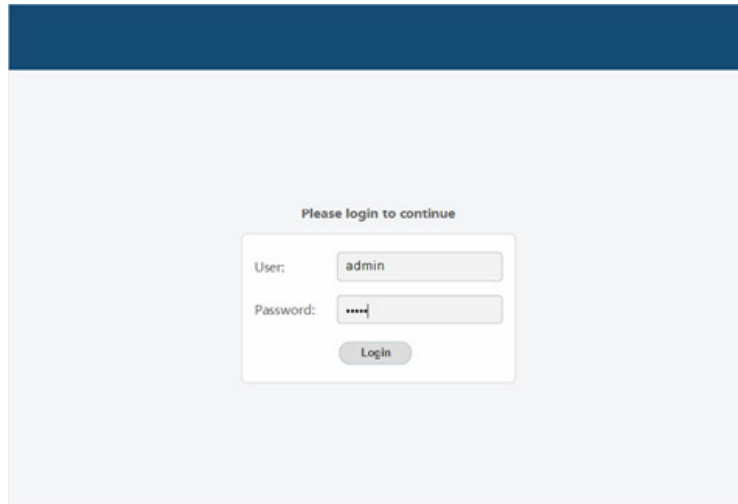 Please login to continue
User: admin
Password: •••••
Login